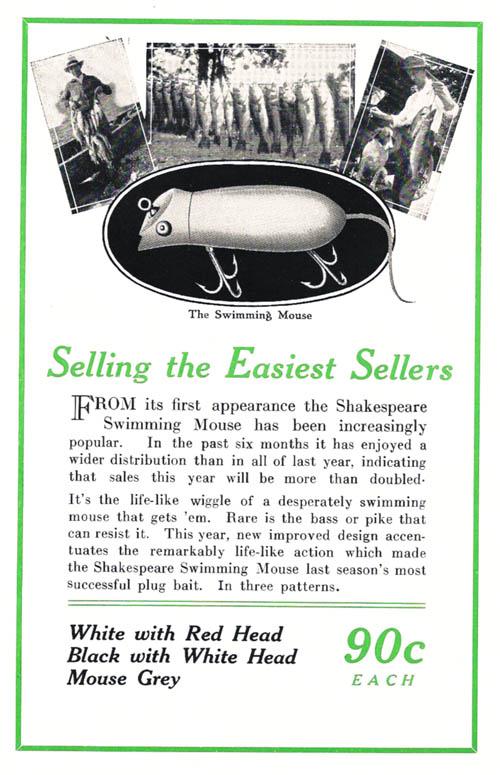 The Swimming Mouse
Selling the Easiest Sellers
FROM its first appearance the Shakespeare
Swimming Mouse has been increasingly
popular. In the past six months it has enjoyed a
wider distribution than in all of last year, indicating
that sales this year will be more than doubled.
It's the life-like wiggle of a desperately swimming
mouse that gets 'em. Rare is the bass or pike that
can resist it. This year, new improved design accen-
tuates the remarkably life-like action which made
the Shakespeare Swimming Mouse last season's most
successful plug bait. In three patterns.
White with Red Head
Black with White Head
Mouse Grey
90c
EACH